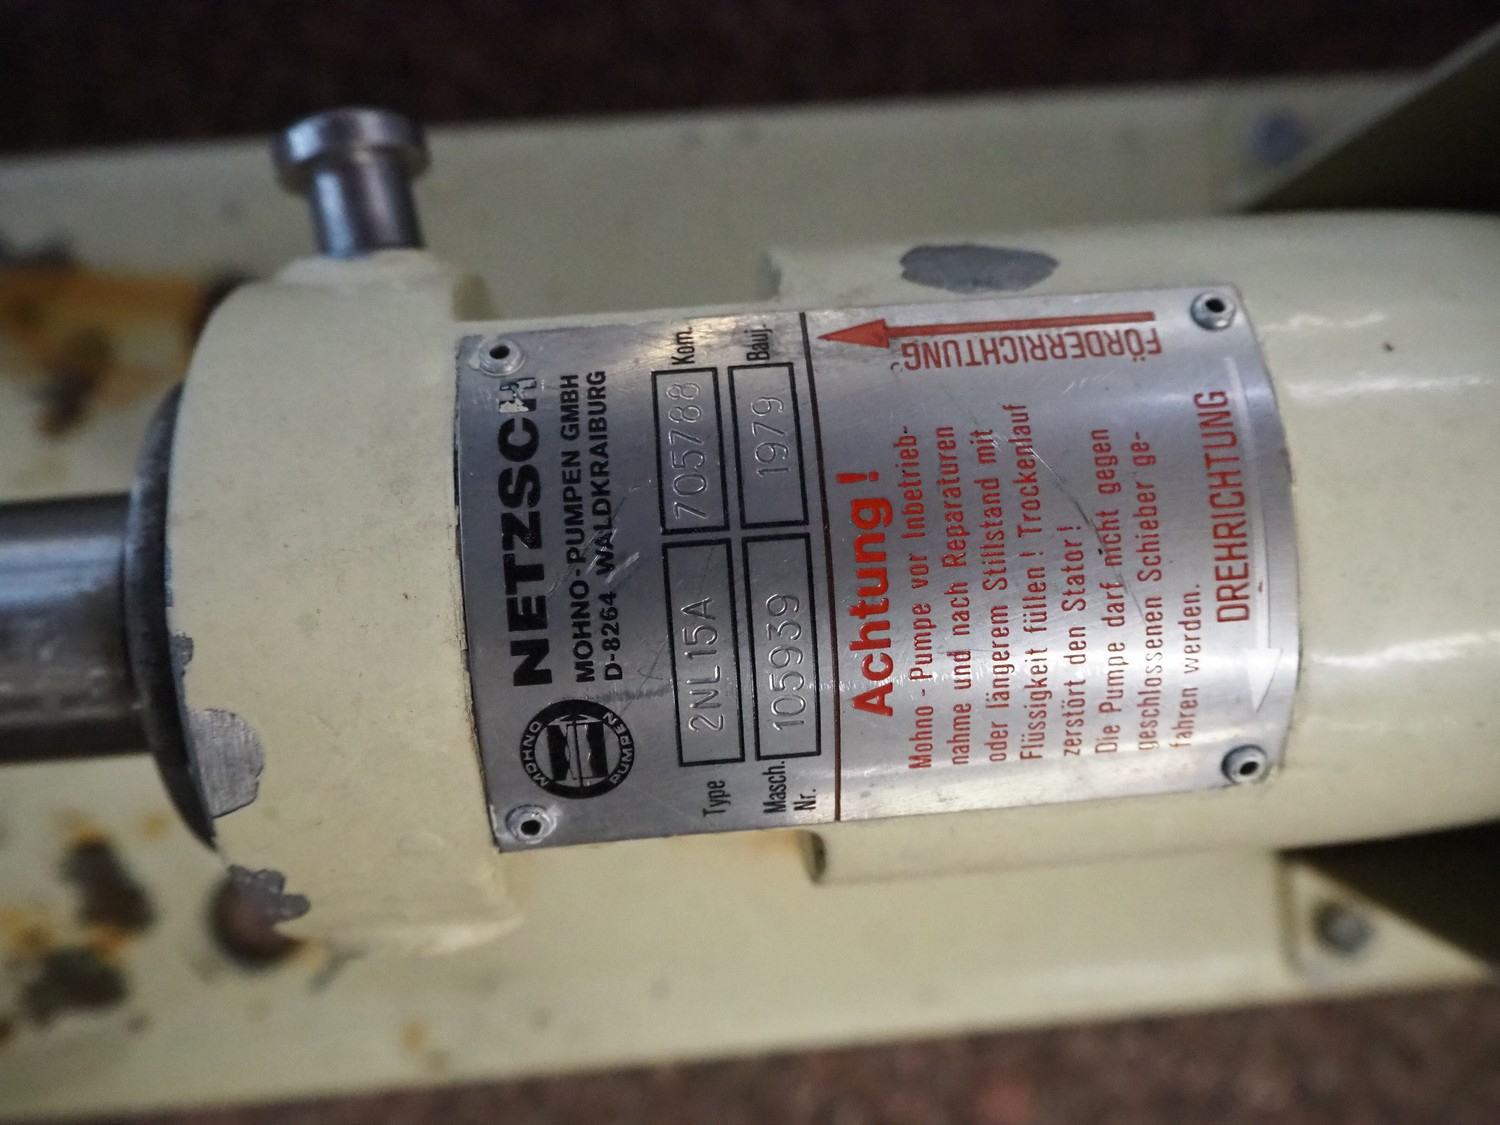 NETZSCH
MOHNO-PUMPEN GMBH
D-8264 WALDKRAIBURG
MOHNO
PUMPEN
Type 2NL15A 705788 Kom.
Masch. Nr. 105939 1979 Bauj.
FÖRDERRICHTUNG
Achtung!
Mohno-Pumpe vor Inbetrieb-
nahme und nach Reparaturen
oder längerem Stillstand mit
Flüssigkeit füllen! Trockenlauf
zerstört den Stator!
Die Pumpe darf nicht gegen
geschlossenen Schieber ge-
fahren werden.
DREHRICHTUNG